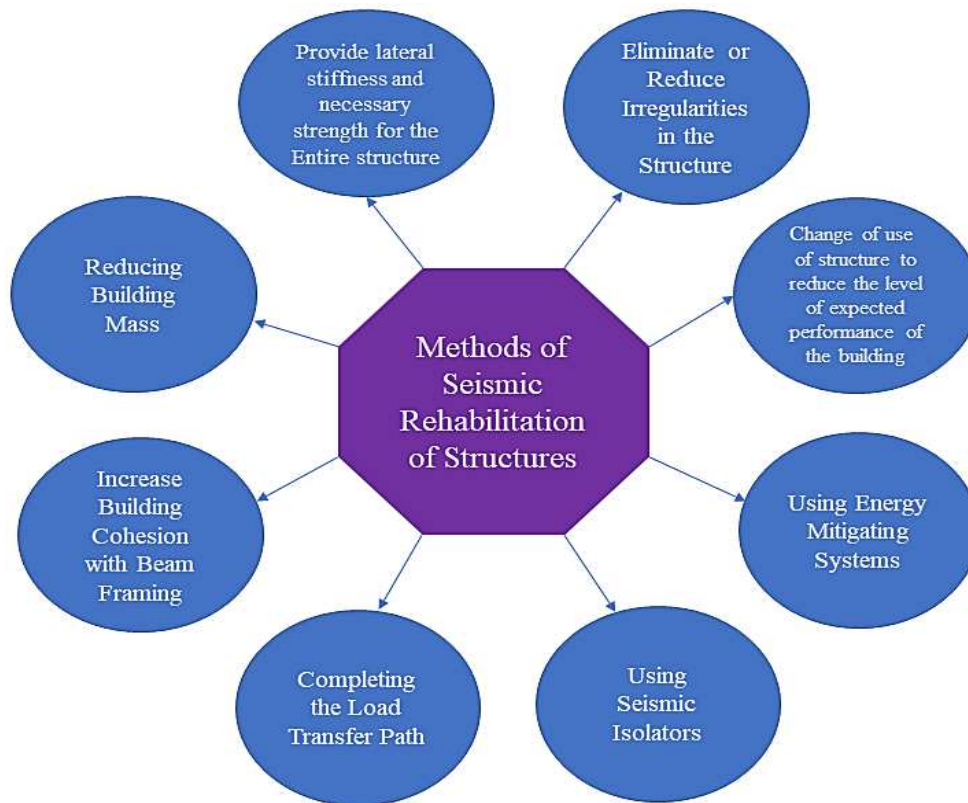 Provide lateral
stiffness and
necessary
strength for the
Entire structure
Eliminate or
Reduce
Irregularities
in the
Structure
Change of use
of structure to
reduce the level
of expected
performance of
the building
Reducing
Building
Mass
Methods of
Seismic
Rehabilitation
of Structures
Increase
Building
Cohesion
with Beam
Framing
Using Energy
Mitigating
Systems
Completing
the Load
Transfer Path
Using
Seismic
Isolators